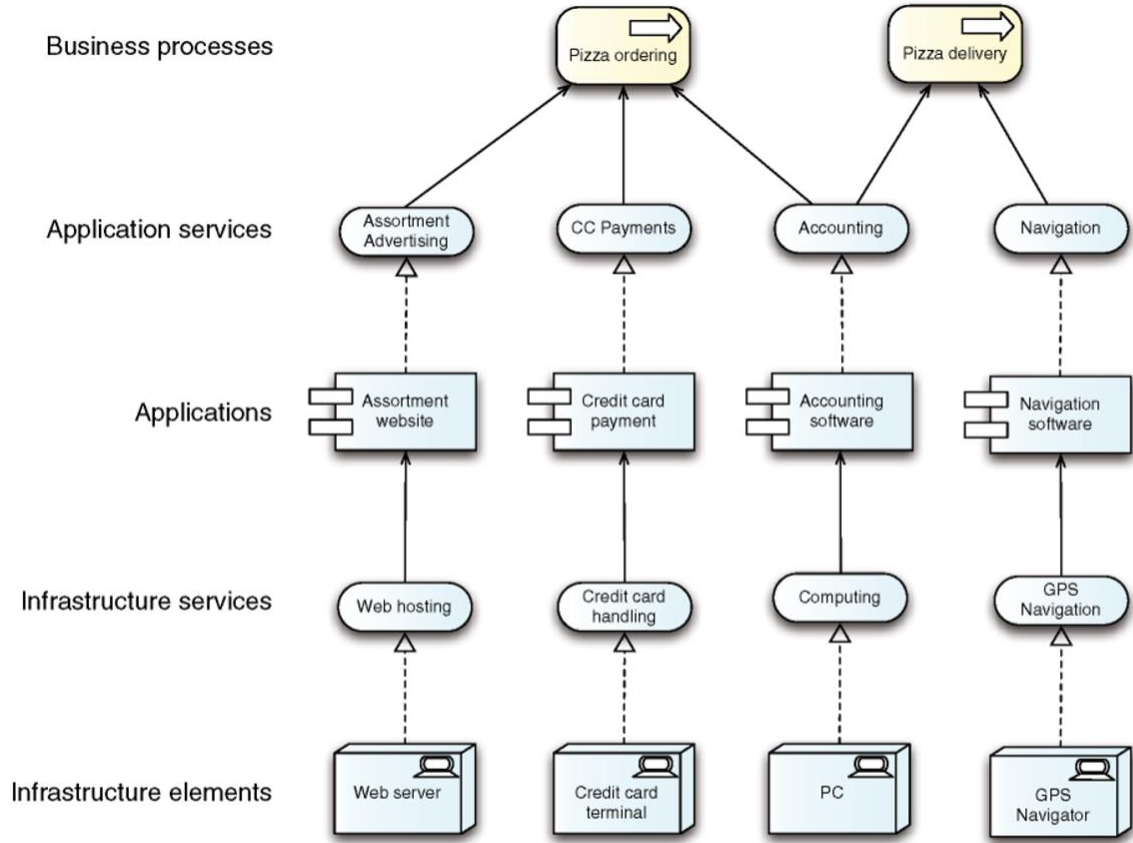 Business processes
Pizza ordering
Pizza delivery
Application services
Assortment
Advertising
CC Payments
Accounting
Navigation
Applications
Assortment
website
Credit card
payment
Accounting
software
Navigation
software
Infrastructure services
Web hosting
Credit card
handling
Computing
GPS
Navigation
Infrastructure elements
Web server
Credit card
terminal
PC
GPS
Navigator